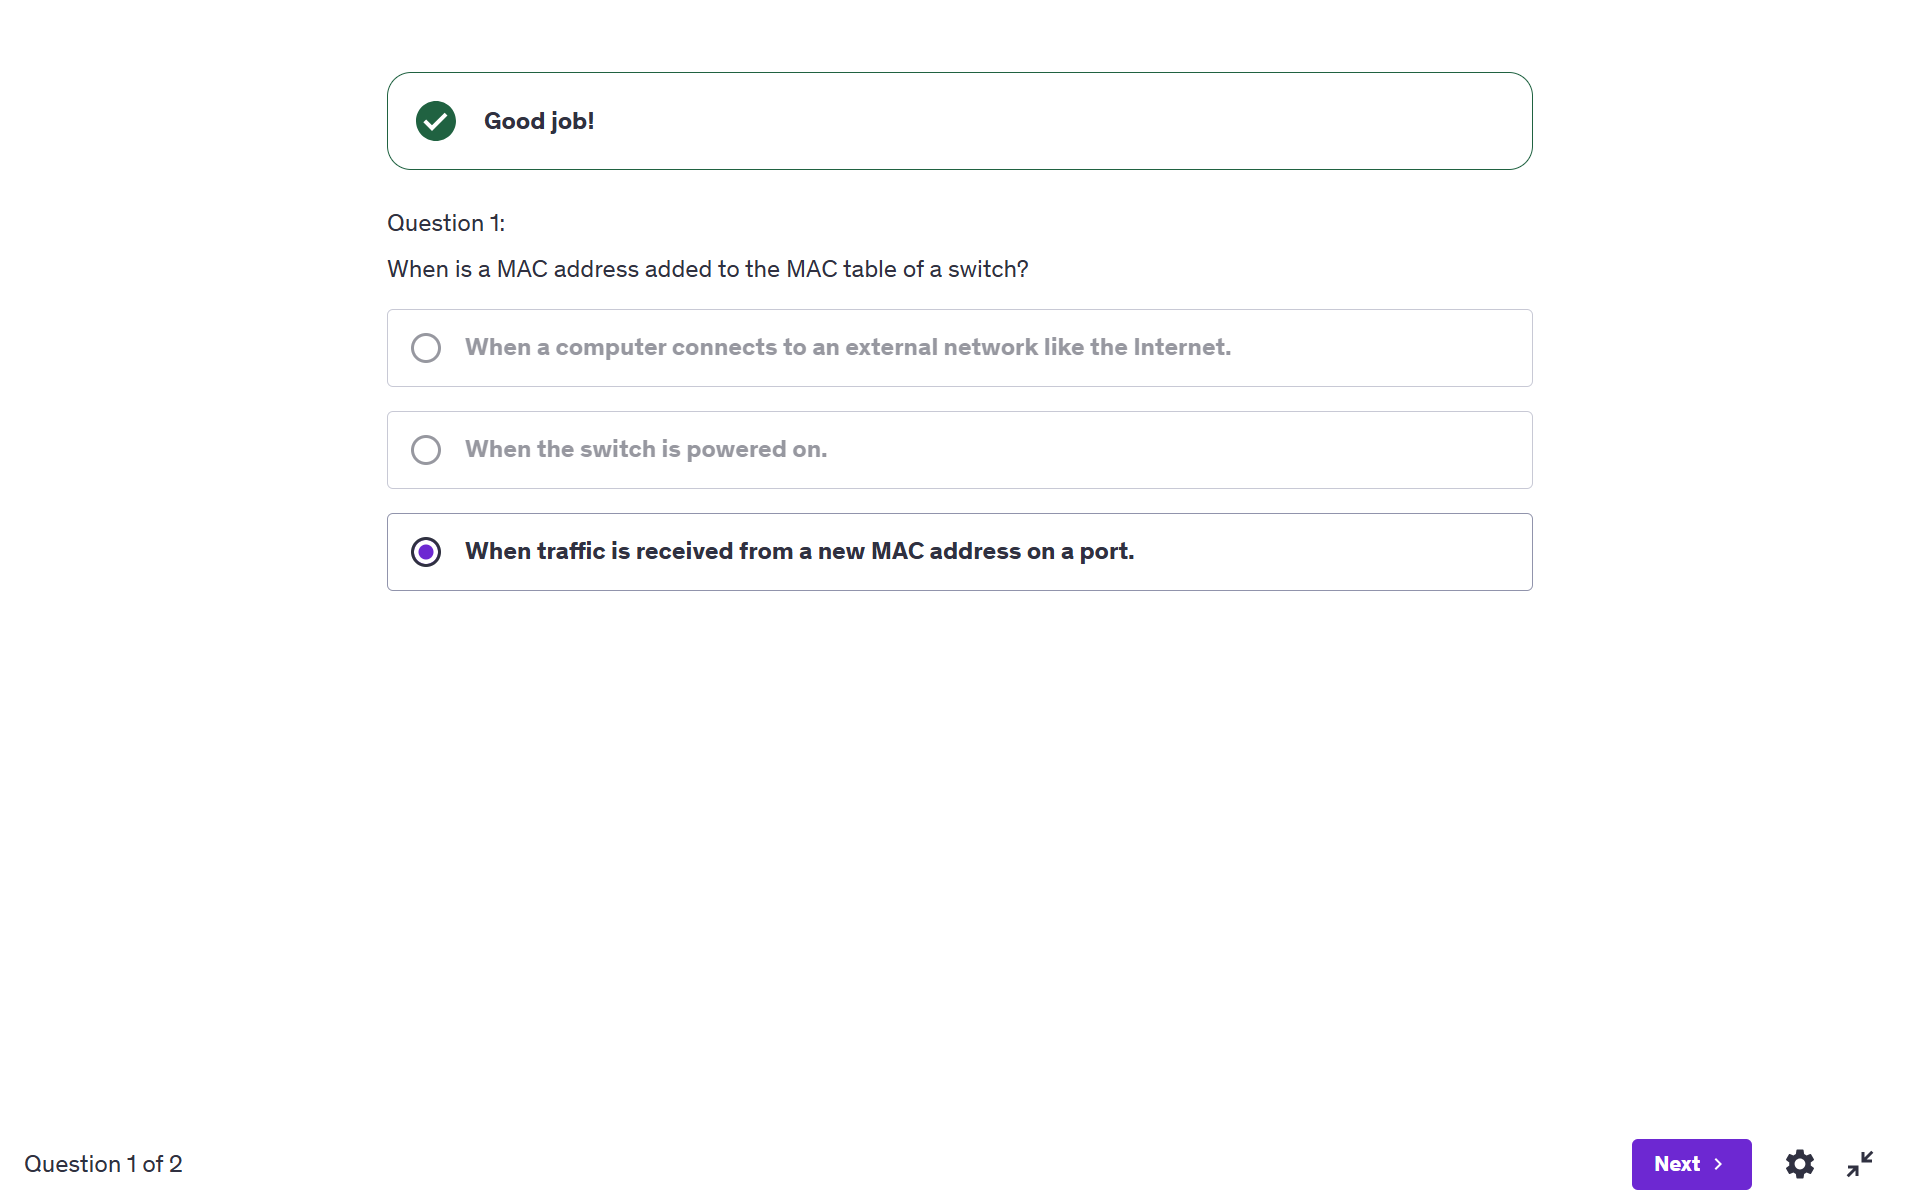 Good job!
Question 1:
When is a MAC address added to the MAC table of a switch?
When a computer connects to an external network like the Internet.
When the switch is powered on.
When traffic is received from a new MAC address on a port.
Question 1 of 2
Next